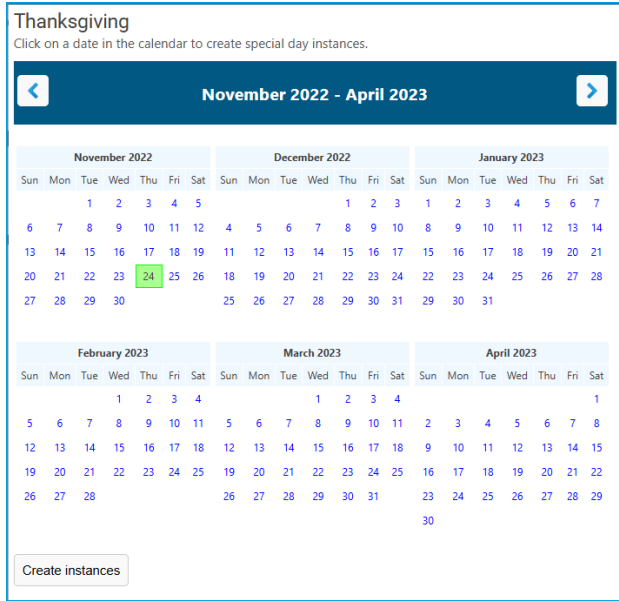 Thanksgiving
Click on a date in the calendar to create special day instances.
November 2022 - April 2023
November 2022 December 2022 January 2023
Sun Mon Tue Wed Thu Fri Sat Sun Mon Tue Wed Thu Fri Sat Sun Mon Tue Wed Thu Fri Sat
1 2 3 4 5 1 2 3 1 2 3 4 5 6 7
6 7 8 9 10 11 12 4 5 6 7 8 9 10 8 9 10 11 12 13 14
13 14 15 16 17 18 19 11 12 13 14 15 16 17 15 16 17 18 19 20 21
20 21 22 23 24 25 26 18 19 20 21 22 23 24 22 23 24 25 26 27 28
27 28 29 30 25 26 27 28 29 30 31 29 30 31
February 2023 March 2023 April 2023
Sun Mon Tue Wed Thu Fri Sat Sun Mon Tue Wed Thu Fri Sat Sun Mon Tue Wed Thu Fri Sat
1 2 3 4 1 2 3 4 1
5 6 7 8 9 10 11 5 6 7 8 9 10 11 2 3 4 5 6 7 8
12 13 14 15 16 17 18 12 13 14 15 16 17 18 9 10 11 12 13 14 15
19 20 21 22 23 24 25 19 20 21 22 23 24 25 16 17 18 19 20 21 22
26 27 28 26 27 28 29 30 31 23 24 25 26 27 28 29
30
Create instances